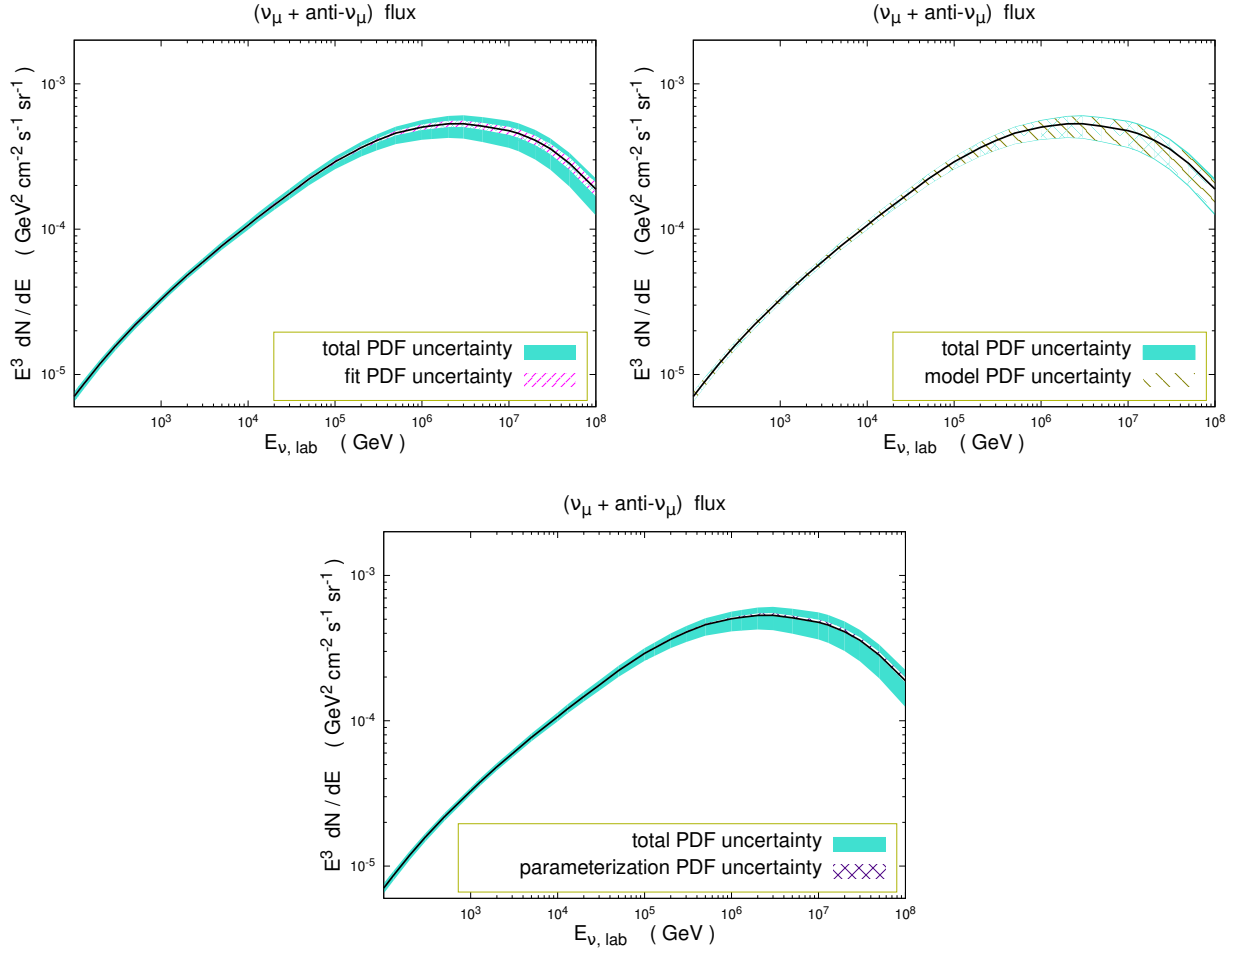 (νμ + anti-νμ) flux
E³ dN / dE ( GeV² cm⁻² s⁻¹ sr⁻¹ )
10⁻³
10⁻⁴
10⁻⁵
total PDF uncertainty
fit PDF uncertainty
10³ 10⁴ 10⁵ 10⁶ 10⁷ 10⁸
Eν, lab ( GeV )
(νμ + anti-νμ) flux
E³ dN / dE ( GeV² cm⁻² s⁻¹ sr⁻¹ )
10⁻³
10⁻⁴
10⁻⁵
total PDF uncertainty
model PDF uncertainty
10³ 10⁴ 10⁵ 10⁶ 10⁷ 10⁸
Eν, lab ( GeV )
(νμ + anti-νμ) flux
E³ dN / dE ( GeV² cm⁻² s⁻¹ sr⁻¹ )
10⁻³
10⁻⁴
10⁻⁵
total PDF uncertainty
parameterization PDF uncertainty
10³ 10⁴ 10⁵ 10⁶ 10⁷ 10⁸
Eν, lab ( GeV )